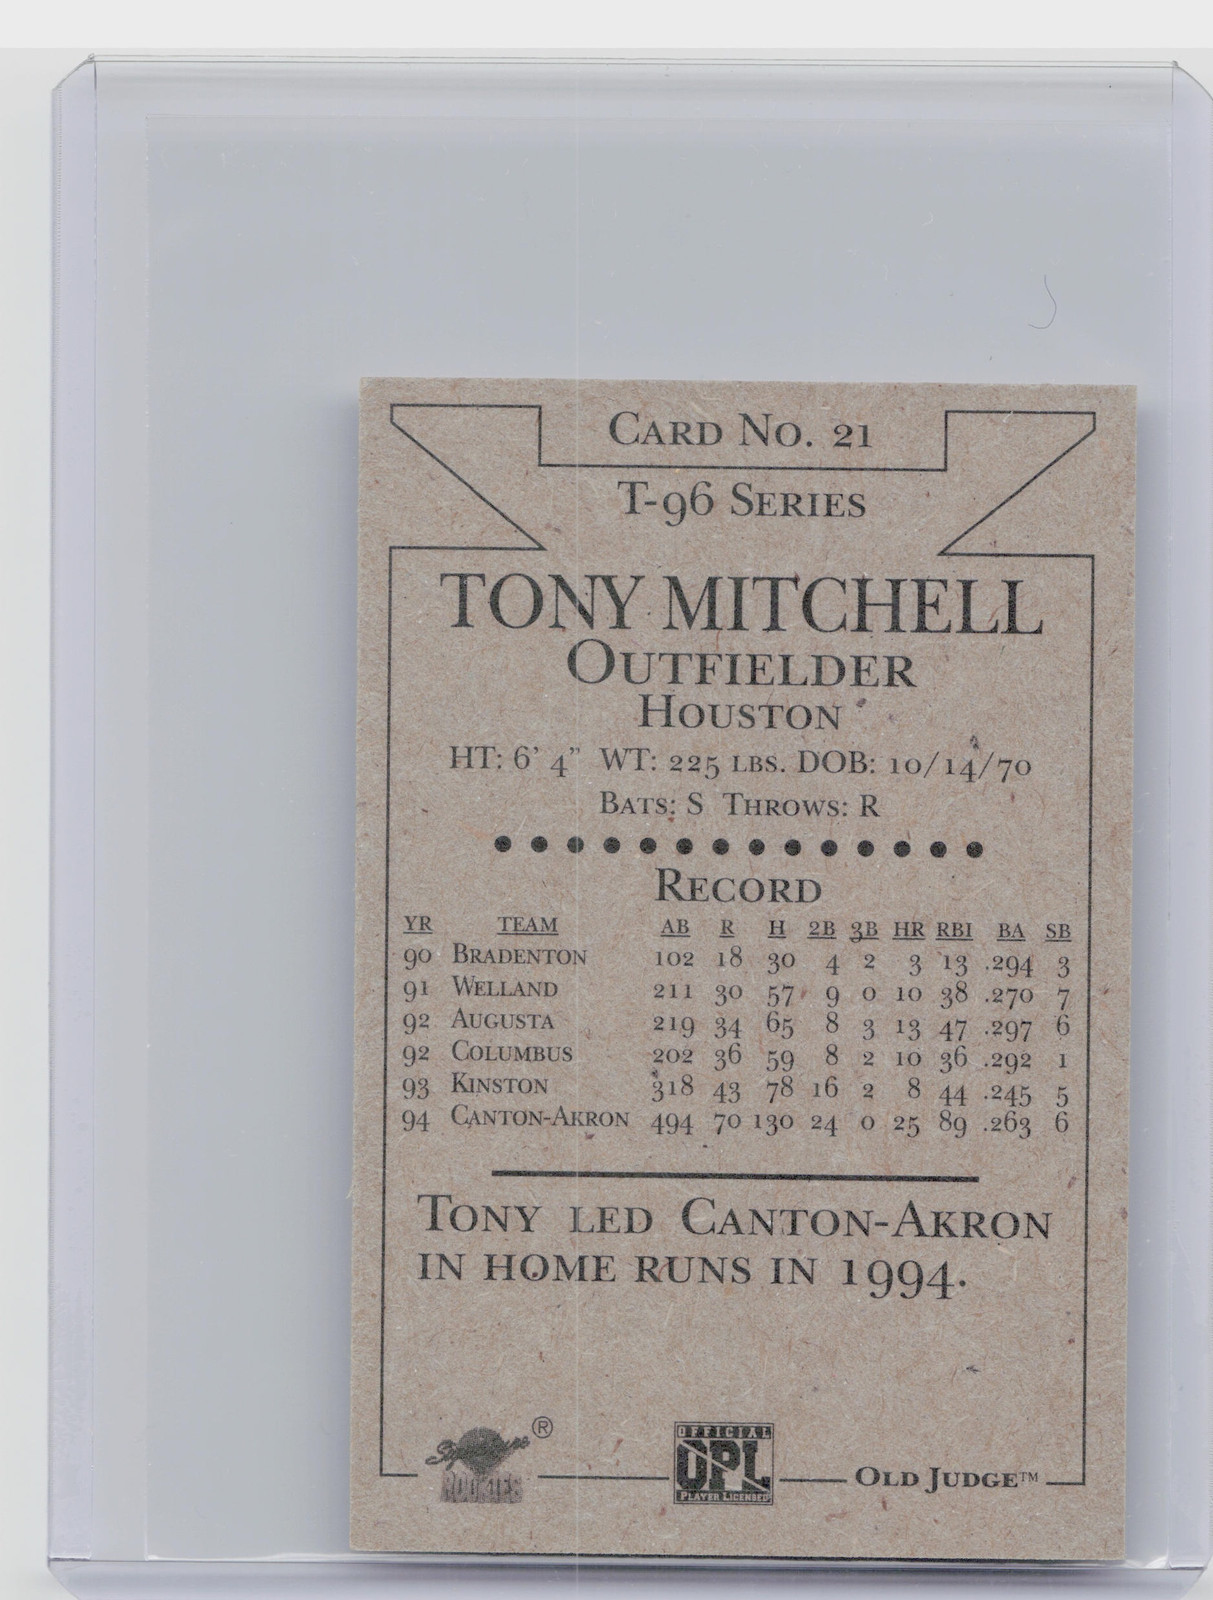 Card No. 21
T-96 Series
TONY MITCHELL
Outfielder
Houston
HT: 6' 4" WT: 225 lbs. DOB: 10/14/70
Bats: S Throws: R
Record
YR TEAM AB R H 2B 3B HR RBI BA SB
90 Bradenton 102 18 30 4 2 3 13 .294 3
91 Welland 211 30 57 9 0 10 38 .270 7
92 Augusta 219 34 65 8 3 13 47 .297 6
92 Columbus 202 36 59 8 2 10 36 .292 1
93 Kinston 318 43 78 16 2 8 44 .245 5
94 Canton-Akron 494 70 130 24 0 25 89 .263 6
Tony led Canton-Akron
in home runs in 1994.
Signature ®
ROOKIES
OFFICIAL
OPL
Player Licensed
Old Judge™